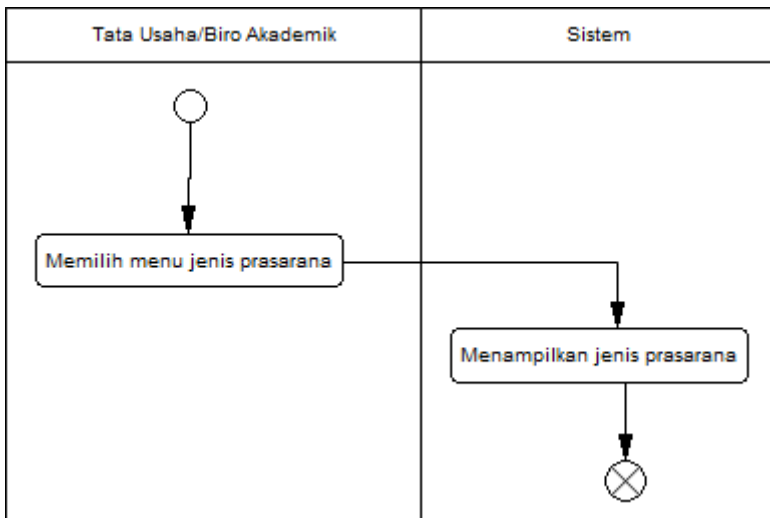 Tata Usaha/Biro Akademik
Sistem
Memilih menu jenis prasarana
Menampilkan jenis prasarana